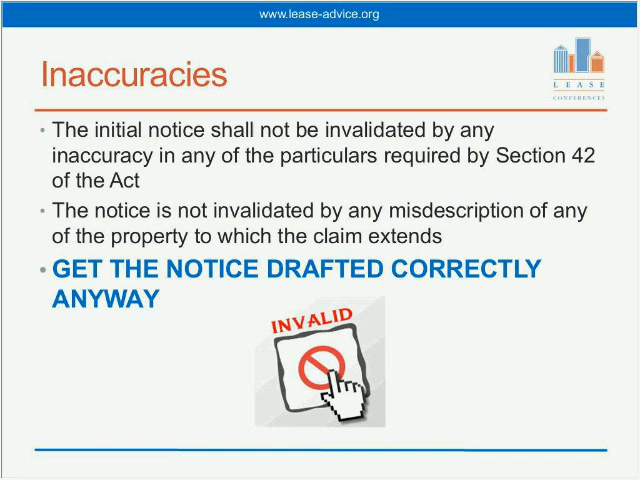 www.lease-advice.org
Inaccuracies
LEASE
CONFERENCES
• The initial notice shall not be invalidated by any
inaccuracy in any of the particulars required by Section 42
of the Act
• The notice is not invalidated by any misdescription of any
of the property to which the claim extends
• GET THE NOTICE DRAFTED CORRECTLY
ANYWAY
INVALID